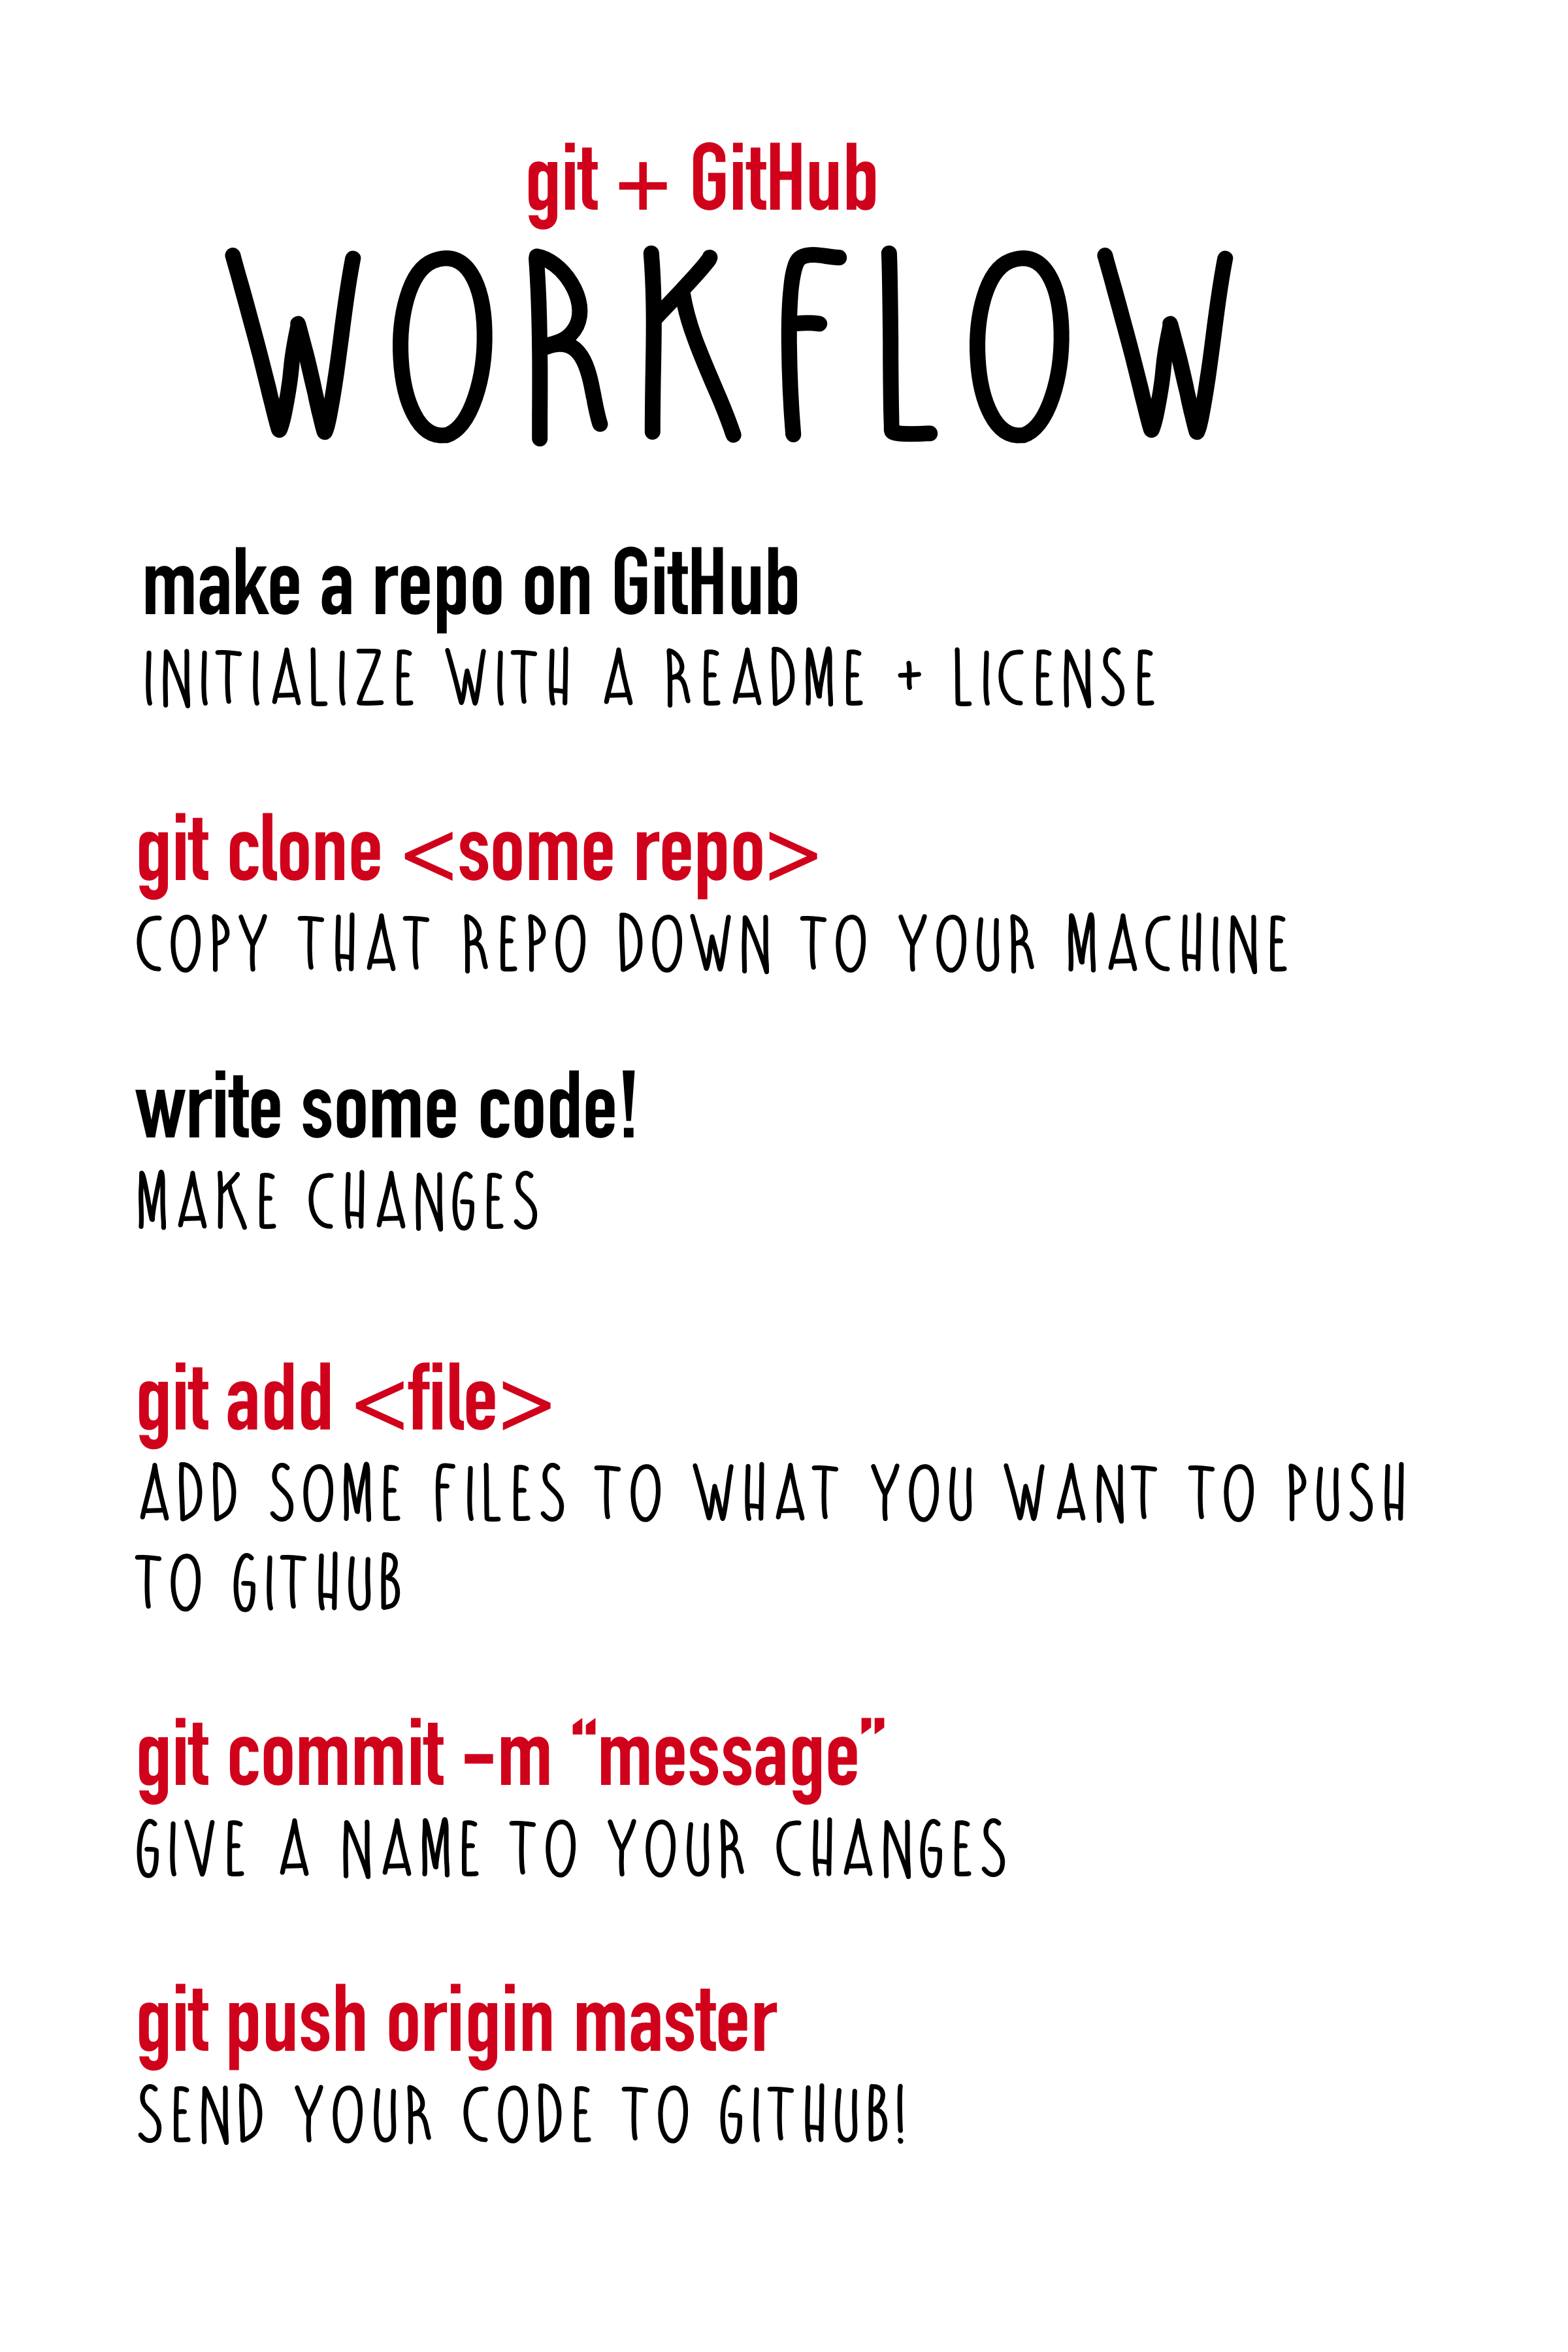 git + GitHub
WORKFLOW
make a repo on GitHub
INITIALIZE WITH A README + LICENSE
git clone <some repo>
COPY THAT REPO DOWN TO YOUR MACHINE
write some code!
MAKE CHANGES
git add <file>
ADD SOME FILES TO WHAT YOU WANT TO PUSH
TO GITHUB
git commit -m “message”
GIVE A NAME TO YOUR CHANGES
git push origin master
SEND YOUR CODE TO GITHUB!